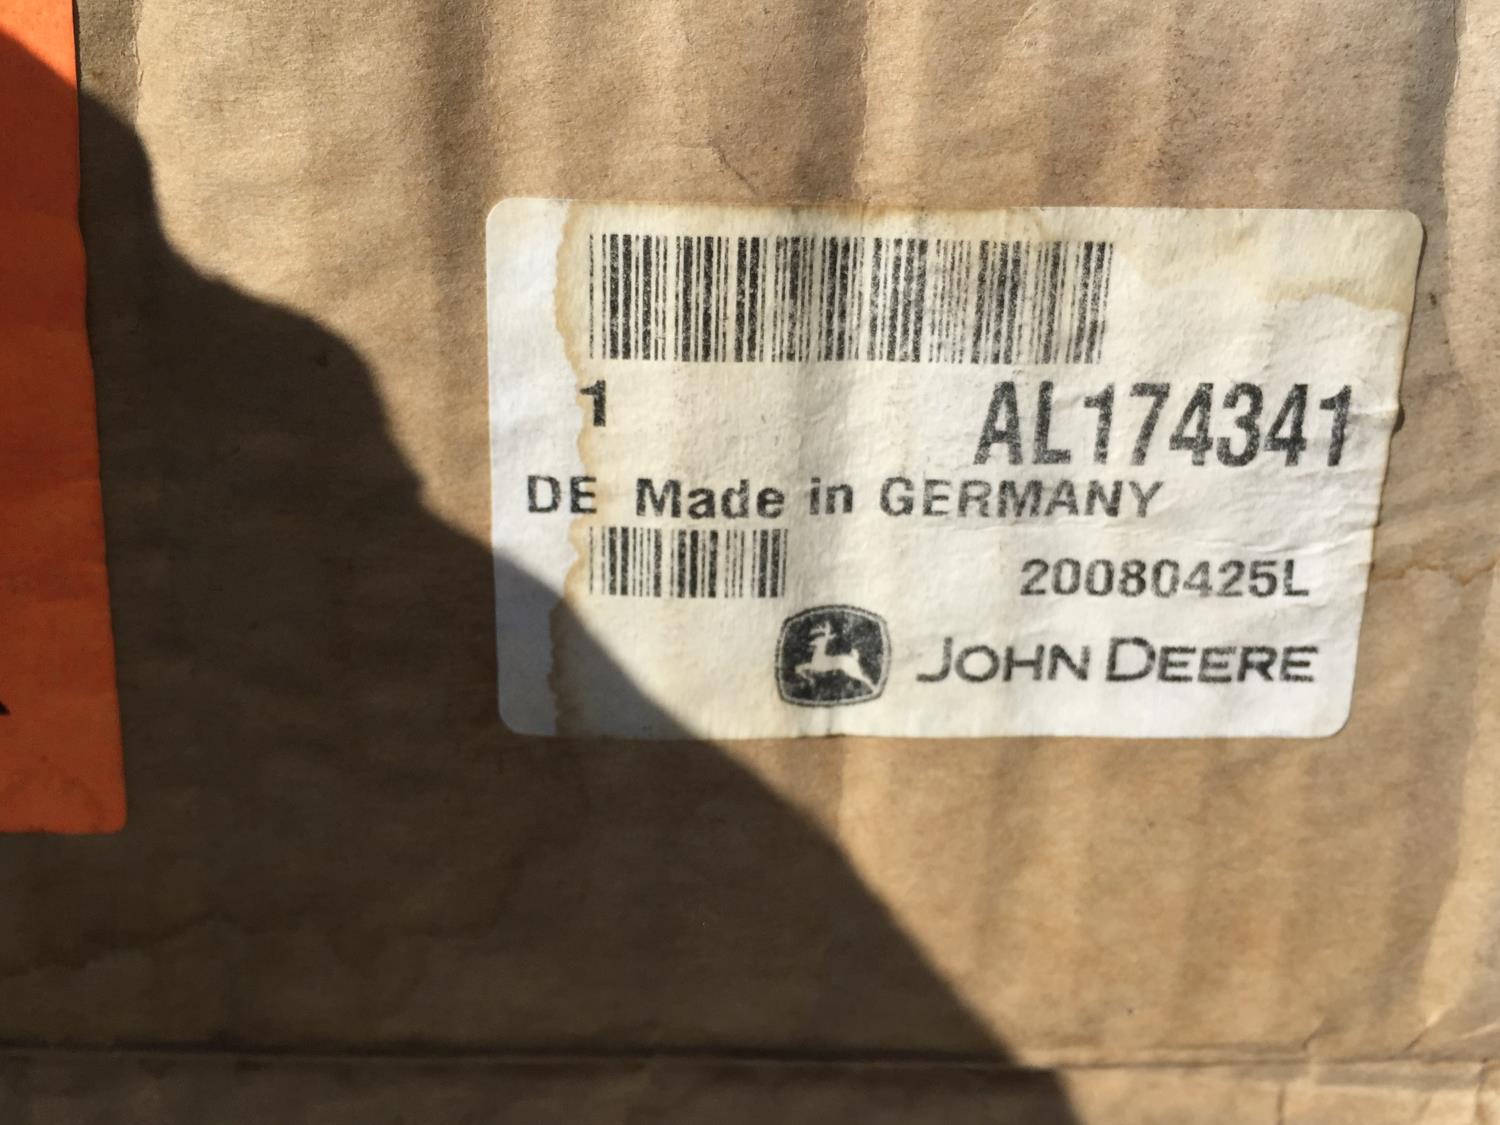 1
AL174341
DE Made in GERMANY
20080425L
JOHN DEERE